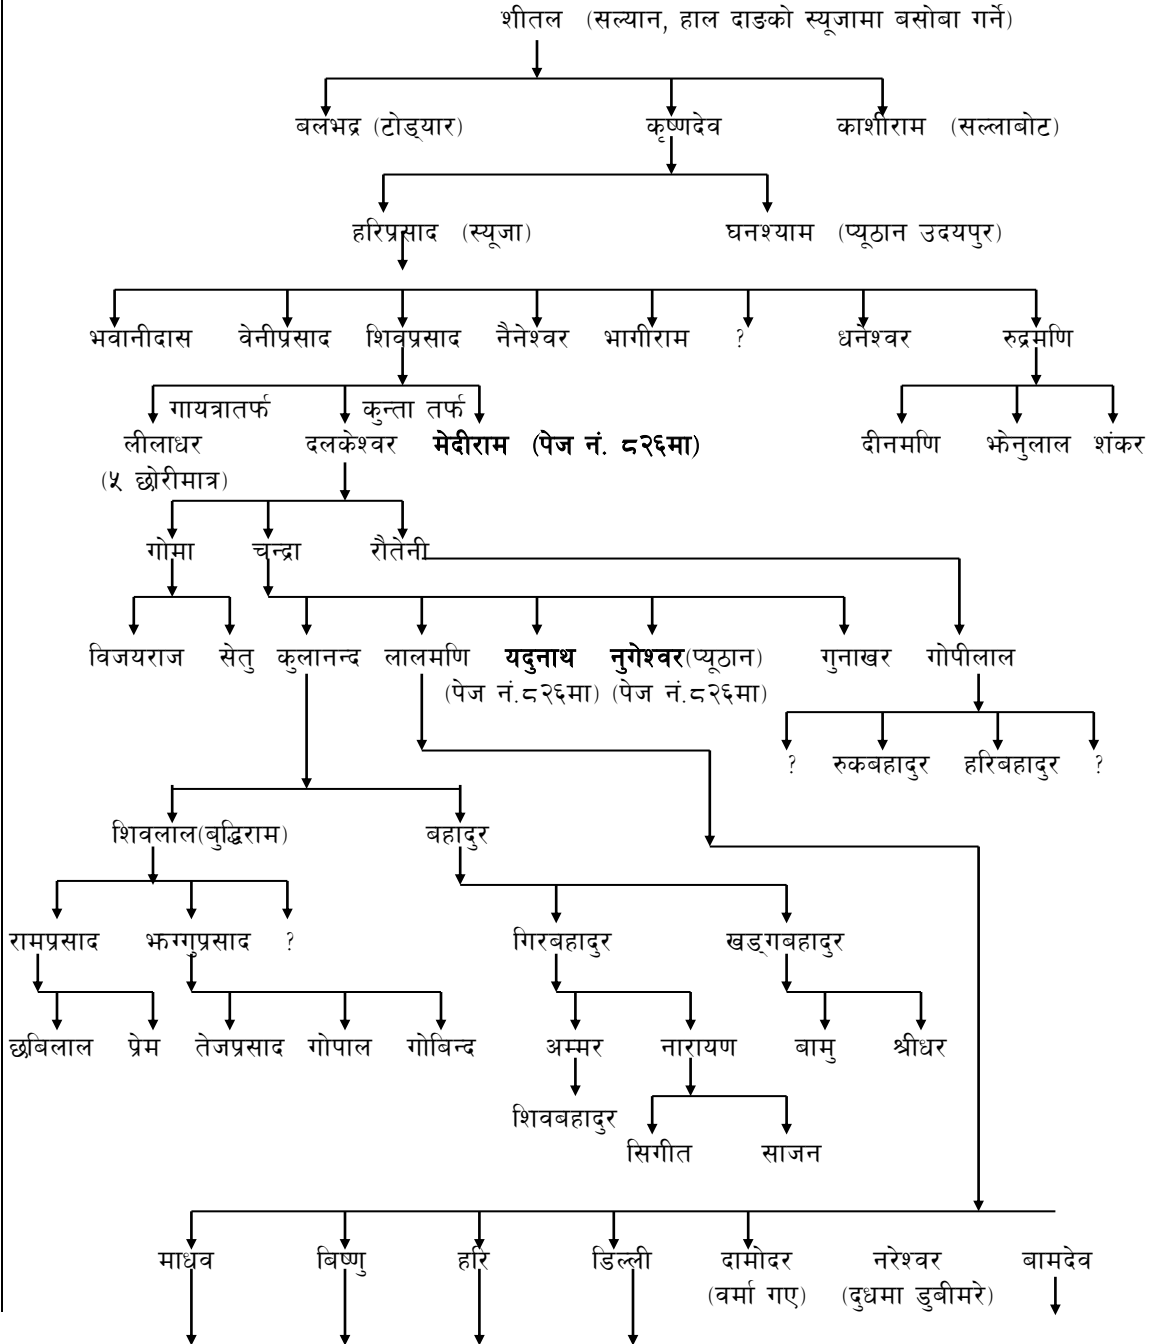 शीतल (सल्यान, हाल दाङको स्यूजामा बसोबा गर्ने)
बलभद्र (टोड्यार) कृष्णदेव काशीराम (सल्लाबोट)
हरिप्रसाद (स्यूजा) घनश्याम (प्यूठान उदयपुर)
भवानीदास वेनीप्रसाद शिवप्रसाद नैनेश्वर भागीराम ? धनेश्वर रुद्रमणि
गायत्रातर्फ कुन्ता तर्फ
लीलाधर दलकेश्वर मेदीराम (पेज नं. ८२६मा) दीनमणि झेनुलाल शंकर
(५ छोरीमात्र)
गोमा चन्द्रा रौतेनी
विजयराज सेतु कुलानन्द लालमणि यदुनाथ नुगेश्वर(प्यूठान) गुनाखर गोपीलाल
(पेज नं.८२६मा) (पेज नं.८२६मा)
? रुकबहादुर हरिबहादुर ?
शिवलाल(बुद्धिराम) बहादुर
रामप्रसाद झग्गुप्रसाद ? गिरबहादुर खड्गबहादुर
छबिलाल प्रेम तेजप्रसाद गोपाल गोबिन्द अम्मर नारायण बामु श्रीधर
शिवबहादुर
सिगीत साजन
माधव बिष्णु हरि डिल्ली दामोदर नरेश्वर बामदेव
(वर्मा गए) (दुधमा डुबीमरे)